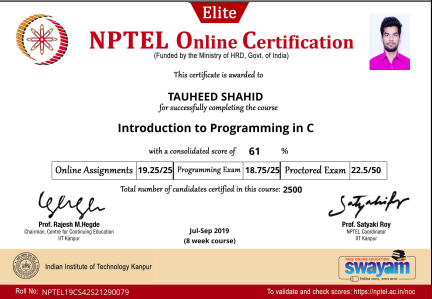 Elite
NPTEL Online Certification
(Funded by the Ministry of HRD, Govt. of India)
This certificate is awarded to
TAUHEED SHAHID
for successfully completing the course
Introduction to Programming in C
with a consolidated score of 61 %
Online Assignments 19.25/25 Programming Exam 18.75/25 Proctored Exam 22.5/50
Total number of candidates certified in this course: 2500
Prof. Rajesh M.Hegde
Chairman, Centre for Continuing Education
IIT Kanpur
Jul-Sep 2019
(8 week course)
Prof. Satyaki Roy
NPTEL Coordinator
IIT Kanpur
Indian Institute of Technology Kanpur
FREE ONLINE EDUCATION
swayam
Roll No: NPTEL19CS42S21290079
To validate and check scores: https://nptel.ac.in/noc